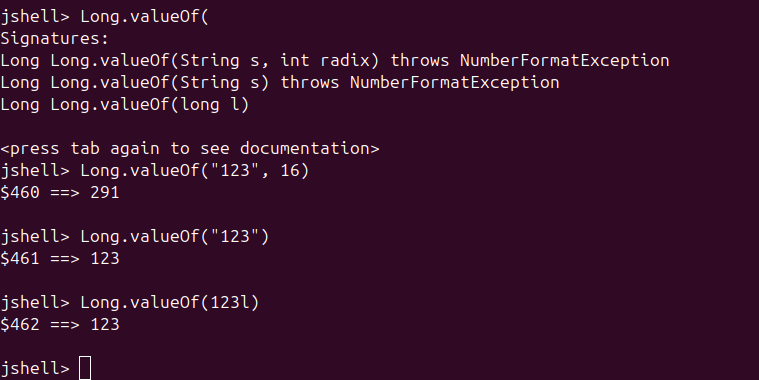 jshell> Long.valueOf(
Signatures:
Long Long.valueOf(String s, int radix) throws NumberFormatException
Long Long.valueOf(String s) throws NumberFormatException
Long Long.valueOf(long l)
<press tab again to see documentation>
jshell> Long.valueOf("123", 16)
$460 ==> 291
jshell> Long.valueOf("123")
$461 ==> 123
jshell> Long.valueOf(123l)
$462 ==> 123
jshell>